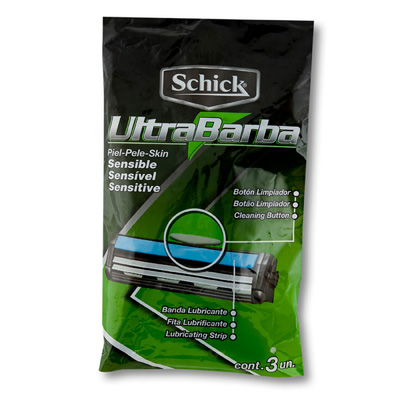 Schick®
UltraBarba
Piel-Pele-Skin
Sensible
Sensível
Sensitive
Botón Limpiador
Botão Limpiador
Cleaning Button
Banda Lubricante
Fita Lubrificante
Lubricating Strip
cont. 3 un.